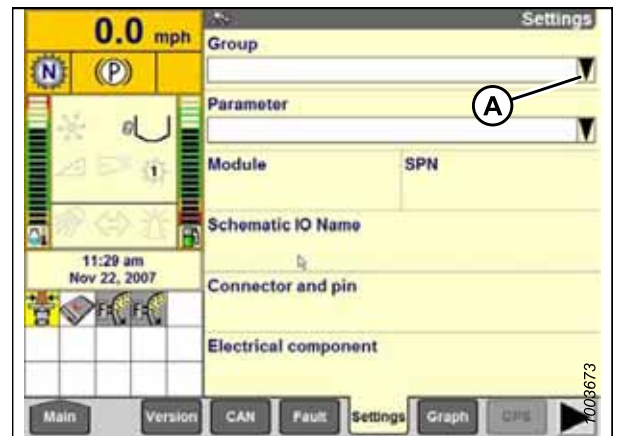 0.0 mph
Settings
Group
N
(P)
A
Parameter
1
Module
SPN
Schematic IO Name
11:29 am
Nov 22, 2007
Connector and pin
F
F
Electrical component
1003673
Main
Version
CAN
Fault
Settings
Graph
GPS